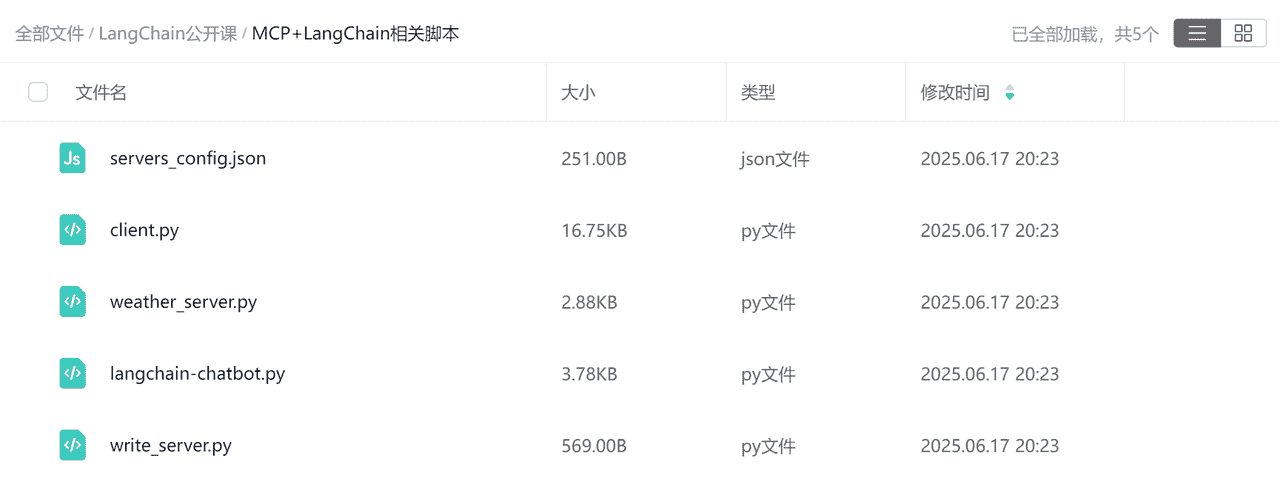 全部文件 / LangChain公开课 / MCP+LangChain相关脚本 已全部加载，共5个
文件名 大小 类型 修改时间
Js servers_config.json 251.00B json文件 2025.06.17 20:23
</> client.py 16.75KB py文件 2025.06.17 20:23
</> weather_server.py 2.88KB py文件 2025.06.17 20:23
</> langchain-chatbot.py 3.78KB py文件 2025.06.17 20:23
</> write_server.py 569.00B py文件 2025.06.17 20:23